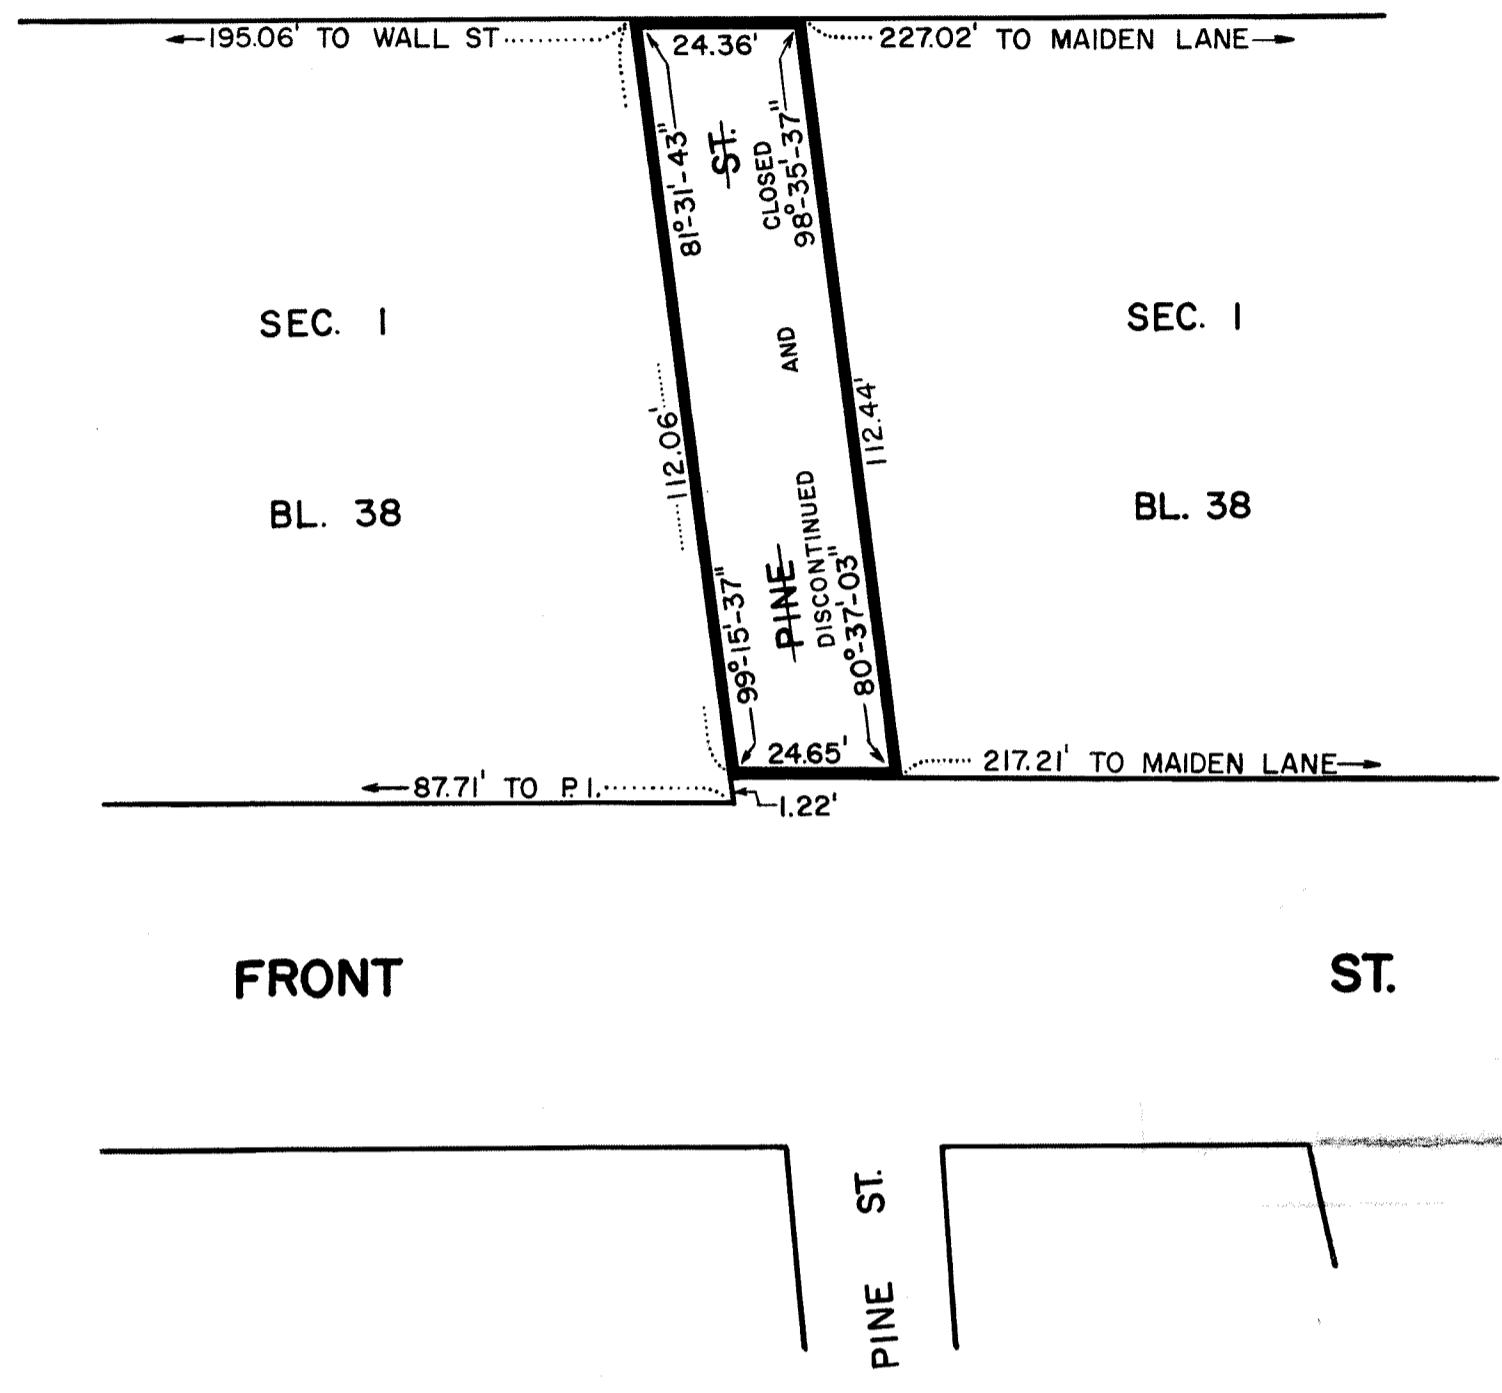 195.06' TO WALL ST
24.36'
227.02' TO MAIDEN LANE
81°-31'-43"
ST.
CLOSED
98°-35'-37"
SEC. 1
AND
SEC. 1
112.06'
112.44'
BL. 38
BL. 38
99°-15'-37"
PINE
DISCONTINUED
80°-37'-03"
24.65'
217.21' TO MAIDEN LANE
87.71' TO P.I.
1.22'
FRONT ST.
PINE ST.